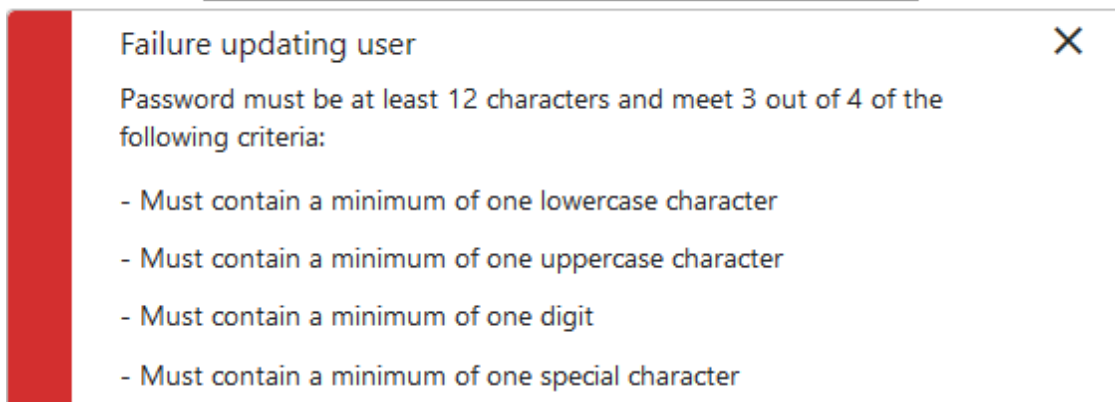 Failure updating user
Password must be at least 12 characters and meet 3 out of 4 of the
following criteria:
- Must contain a minimum of one lowercase character
- Must contain a minimum of one uppercase character
- Must contain a minimum of one digit
- Must contain a minimum of one special character